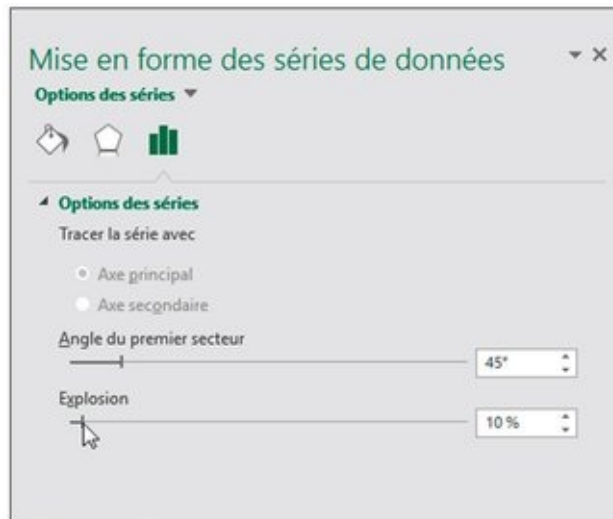 Mise en forme des séries de données
Options des séries
Options des séries
Tracer la série avec
Axe principal
Axe secondaire
Angle du premier secteur
45°
Explosion
10 %